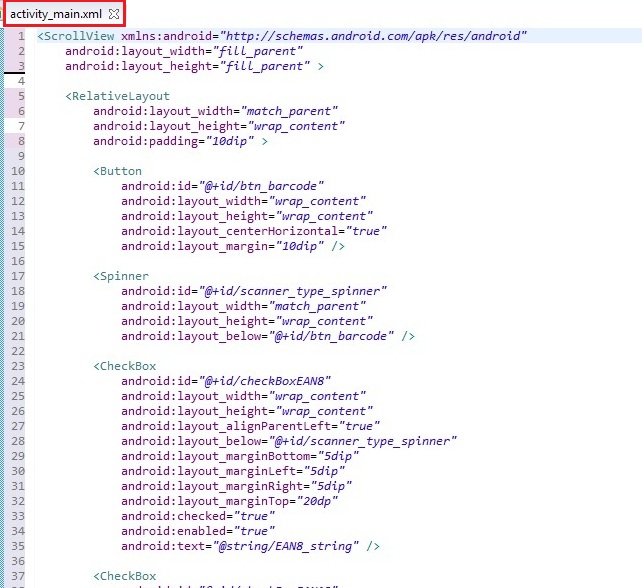 activity_main.xml
1 <ScrollView xmlns:android="http://schemas.android.com/apk/res/android"
2 android:layout_width="fill_parent"
3 android:layout_height="fill_parent" >
4
5 <RelativeLayout
6 android:layout_width="match_parent"
7 android:layout_height="wrap_content"
8 android:padding="10dip" >
9
10 <Button
11 android:id="@+id/btn_barcode"
12 android:layout_width="wrap_content"
13 android:layout_height="wrap_content"
14 android:layout_centerHorizontal="true"
15 android:layout_margin="10dip" />
16
17 <Spinner
18 android:id="@+id/scanner_type_spinner"
19 android:layout_width="match_parent"
20 android:layout_height="wrap_content"
21 android:layout_below="@+id/btn_barcode" />
22
23 <CheckBox
24 android:id="@+id/checkBoxEAN8"
25 android:layout_width="wrap_content"
26 android:layout_height="wrap_content"
27 android:layout_alignParentLeft="true"
28 android:layout_below="@+id/scanner_type_spinner"
29 android:layout_marginBottom="5dip"
30 android:layout_marginLeft="5dip"
31 android:layout_marginRight="5dip"
32 android:layout_marginTop="20dp"
33 android:checked="true"
34 android:enabled="true"
35 android:text="@string/EAN8_string" />
36
37 <CheckBox